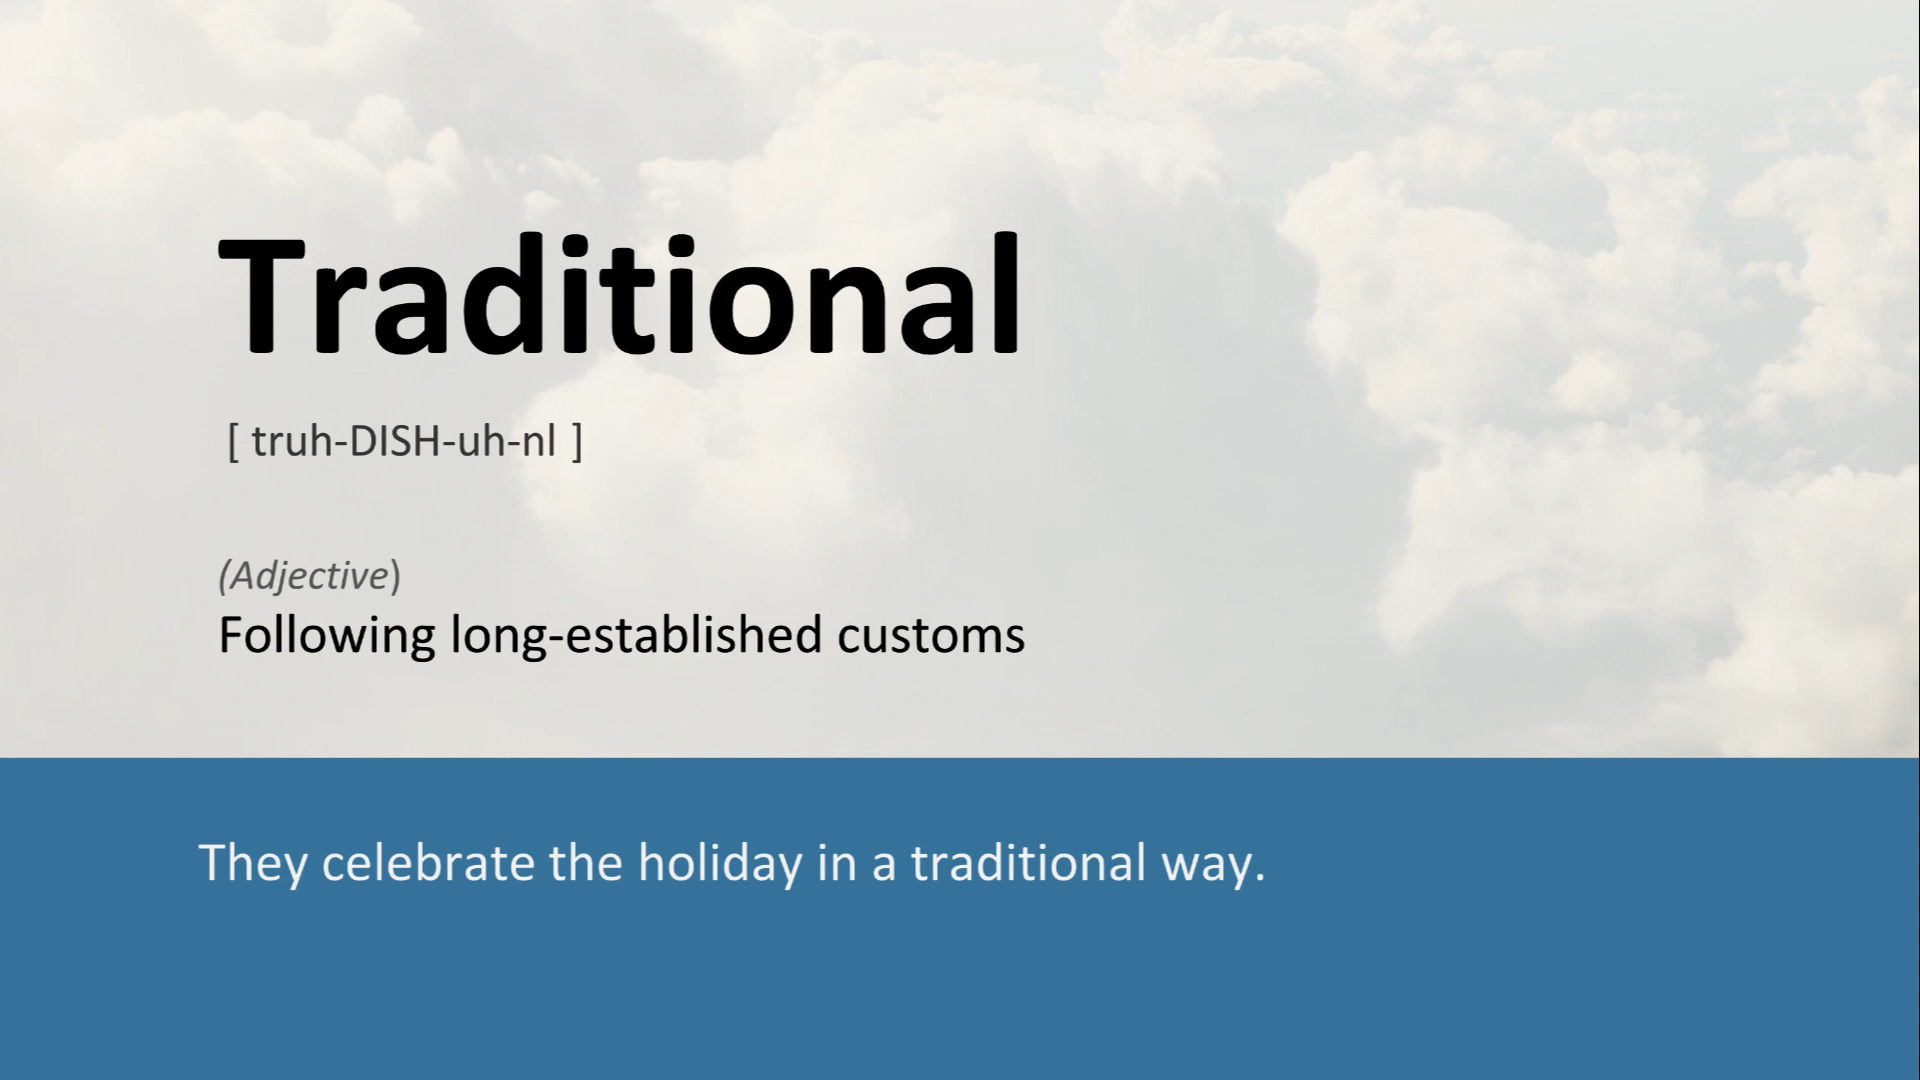 Traditional
[ truh-DISH-uh-nl ]
(Adjective)
Following long-established customs
They celebrate the holiday in a traditional way.